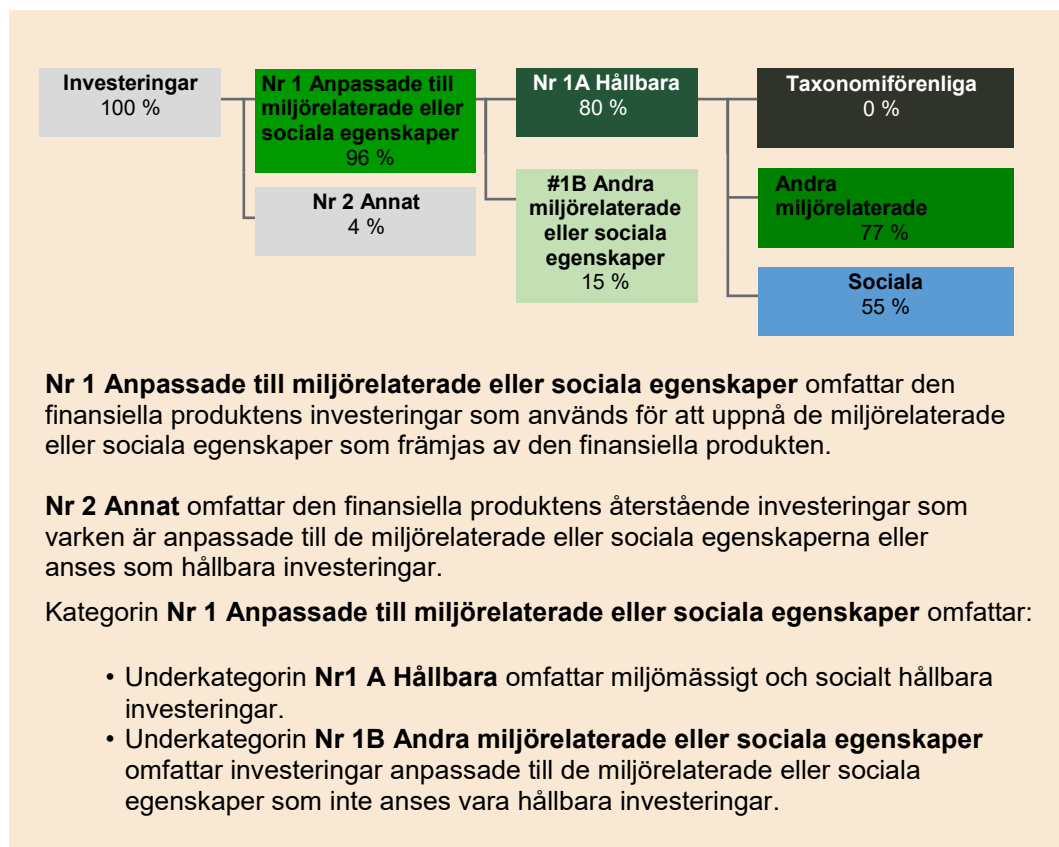 Investeringar
100 %
Nr 1 Anpassade till
miljörelaterade eller
sociala egenskaper
96 %
Nr 2 Annat
4 %
Nr 1A Hållbara
80 %
#1B Andra
miljörelaterade
eller sociala
egenskaper
15 %
Taxonomiförenliga
0 %
Andra
miljörelaterade
77 %
Sociala
55 %
Nr 1 Anpassade till miljörelaterade eller sociala egenskaper omfattar den
finansiella produktens investeringar som används för att uppnå de miljörelaterade
eller sociala egenskaper som främjas av den finansiella produkten.
Nr 2 Annat omfattar den finansiella produktens återstående investeringar som
varken är anpassade till de miljörelaterade eller sociala egenskaperna eller
anses som hållbara investeringar.
Kategorin Nr 1 Anpassade till miljörelaterade eller sociala egenskaper omfattar:
• Underkategorin Nr1 A Hållbara omfattar miljömässigt och socialt hållbara
investeringar.
• Underkategorin Nr 1B Andra miljörelaterade eller sociala egenskaper
omfattar investeringar anpassade till de miljörelaterade eller sociala
egenskaper som inte anses vara hållbara investeringar.